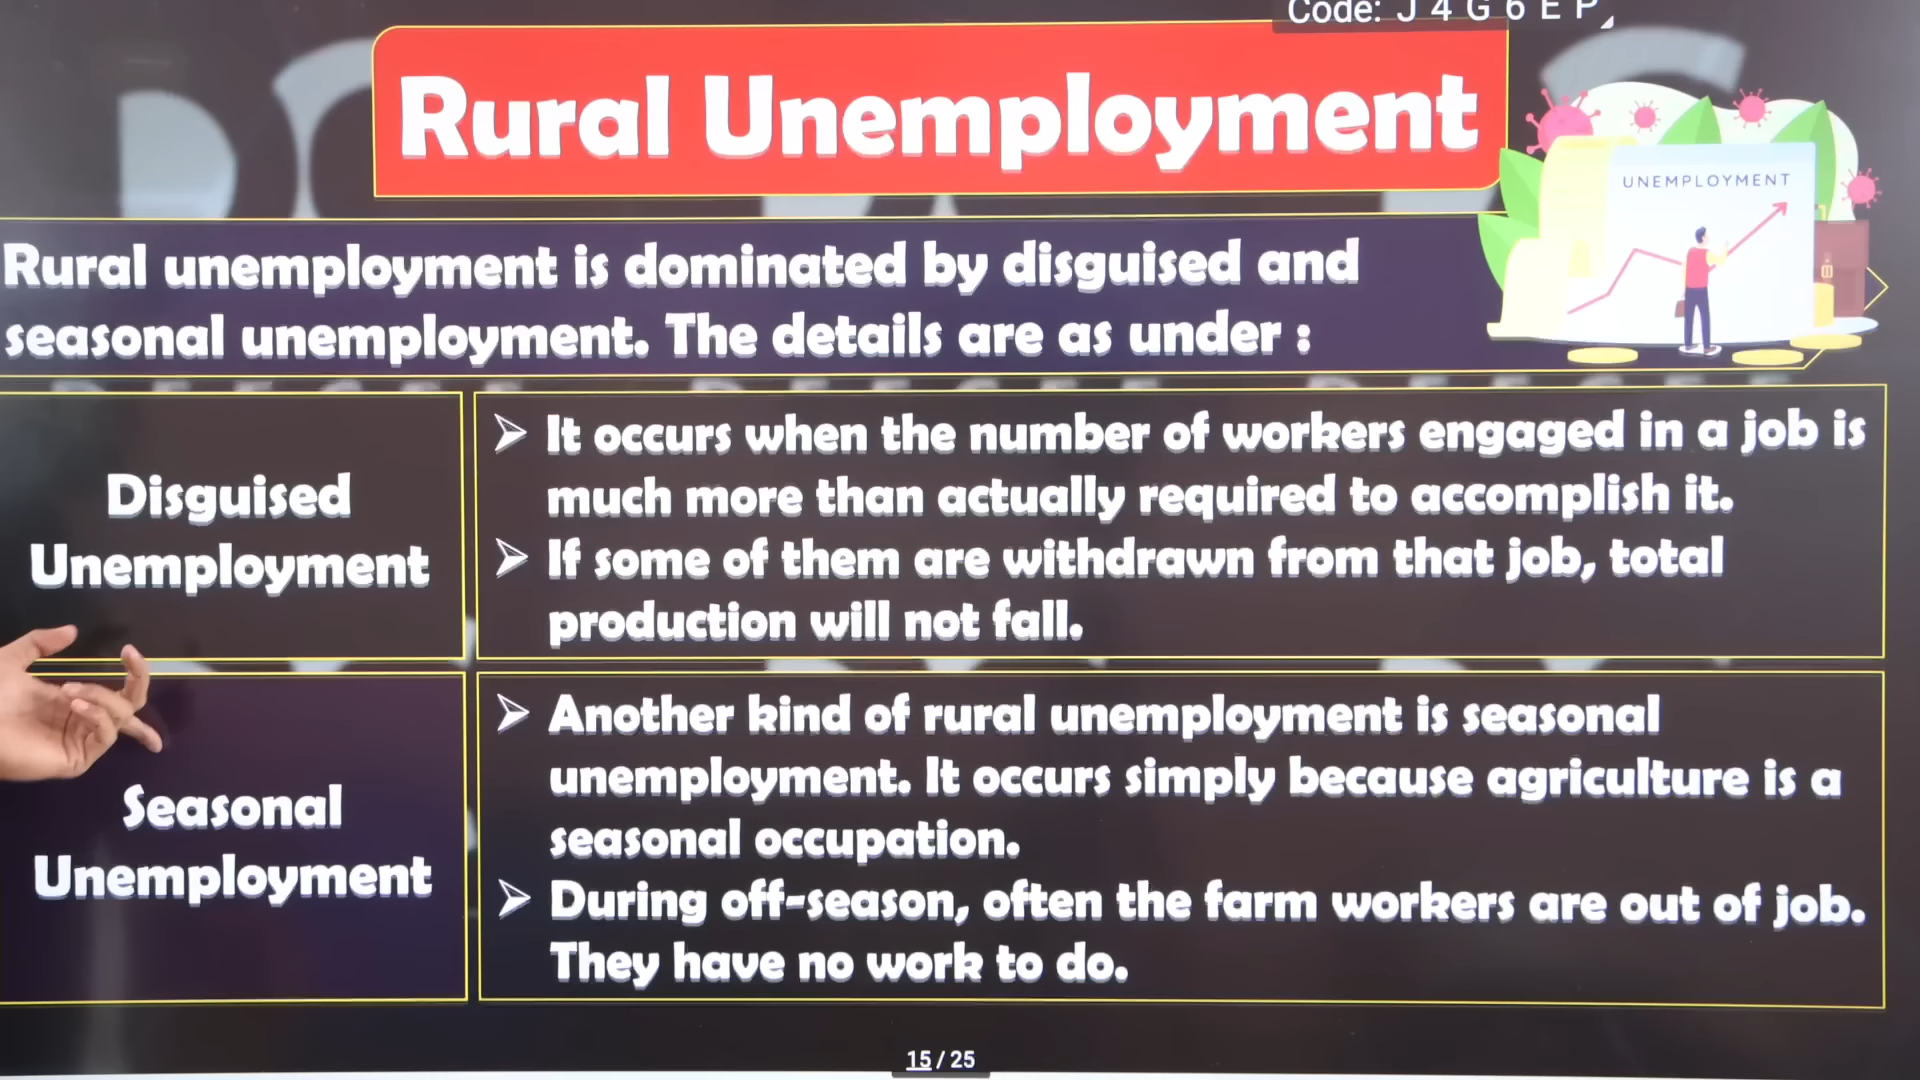 Code: J 4 G 6 E P
Rural Unemployment
UNEMPLOYMENT
Rural unemployment is dominated by disguised and
seasonal unemployment. The details are as under :
Disguised
Unemployment
➢ It occurs when the number of workers engaged in a job is
much more than actually required to accomplish it.
➢ If some of them are withdrawn from that job, total
production will not fall.
Seasonal
Unemployment
➢ Another kind of rural unemployment is seasonal
unemployment. It occurs simply because agriculture is a
seasonal occupation.
➢ During off-season, often the farm workers are out of job.
They have no work to do.
15 / 25